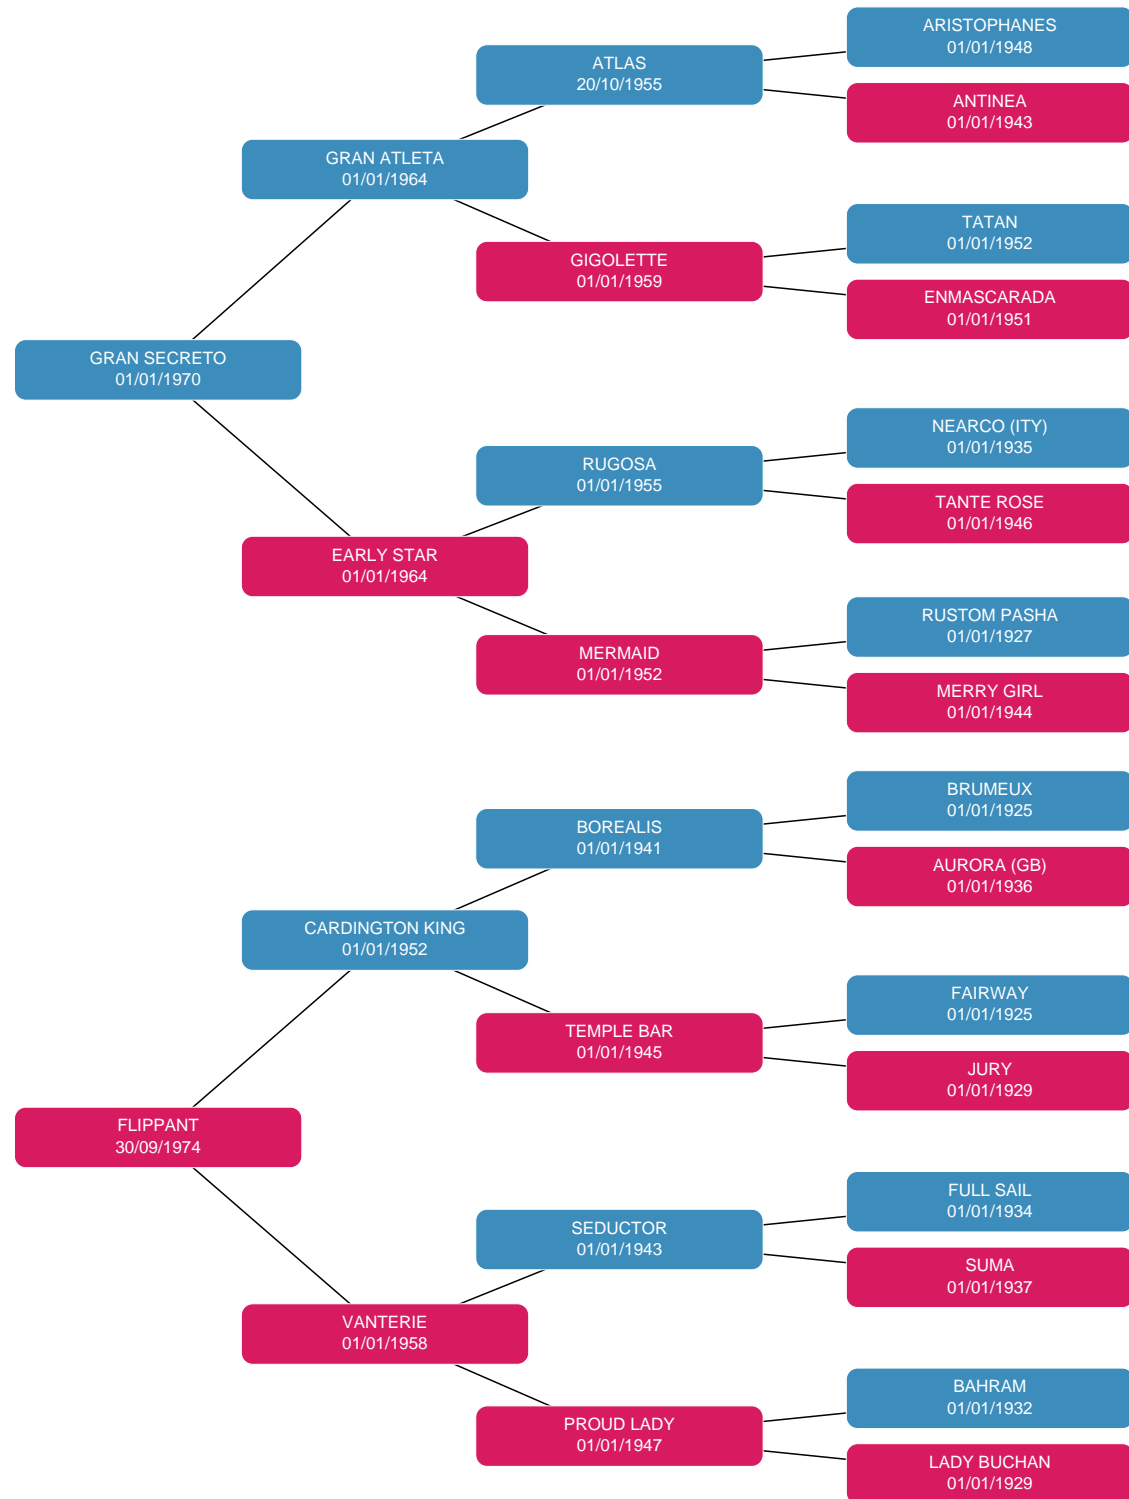 ARISTOPHANES
01/01/1948
ATLAS
20/10/1955
ANTINEA
01/01/1943
GRAN ATLETA
01/01/1964
TATAN
01/01/1952
GIGOLETTE
01/01/1959
ENMASCARADA
01/01/1951
GRAN SECRETO
01/01/1970
NEARCO (ITY)
01/01/1935
RUGOSA
01/01/1955
TANTE ROSE
01/01/1946
EARLY STAR
01/01/1964
RUSTOM PASHA
01/01/1927
MERMAID
01/01/1952
MERRY GIRL
01/01/1944
BRUMEUX
01/01/1925
BOREALIS
01/01/1941
AURORA (GB)
01/01/1936
CARDINGTON KING
01/01/1952
FAIRWAY
01/01/1925
TEMPLE BAR
01/01/1945
JURY
01/01/1929
FLIPPANT
30/09/1974
FULL SAIL
01/01/1934
SEDUCTOR
01/01/1943
SUMA
01/01/1937
VANTERIE
01/01/1958
BAHRAM
01/01/1932
PROUD LADY
01/01/1947
LADY BUCHAN
01/01/1929